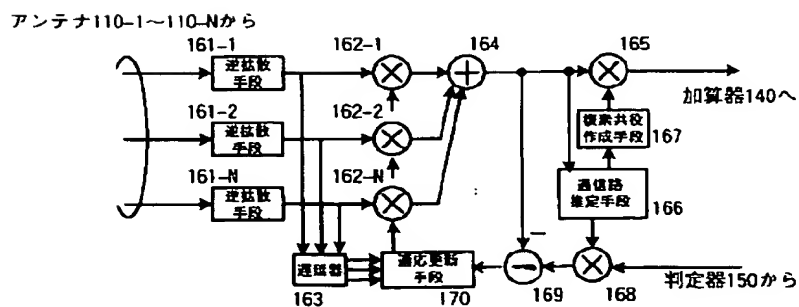 アンテナ110-1～110-Nから
161-1
逆拡散
手段
162-1
164
165
加算器140へ
161-2
逆拡散
手段
162-2
複素共役
作成手段
167
161-N
逆拡散
手段
162-N
通信路
推定手段
166
遅延器
163
適応更新
手段
170
169
168
判定器150から